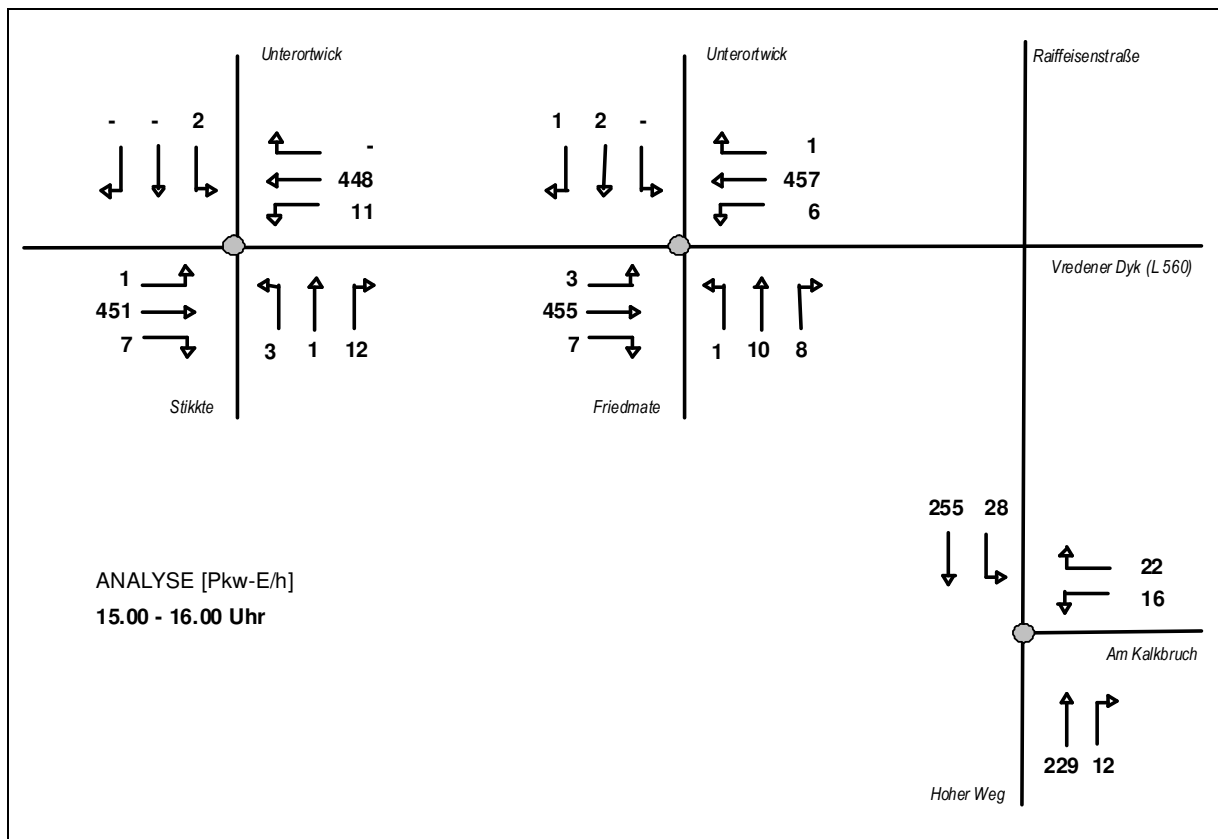 Unterortwick
Unterortwick
Raiffeisenstraße
- - 2
1 2 -
-
448
11
1
457
6
Vredener Dyk (L 560)
1
451
7
3 1 12
3
455
7
1 10 8
Stikkte
Friedmate
255 28
22
16
ANALYSE [Pkw-E/h]
15.00 - 16.00 Uhr
Am Kalkbruch
229 12
Hoher Weg